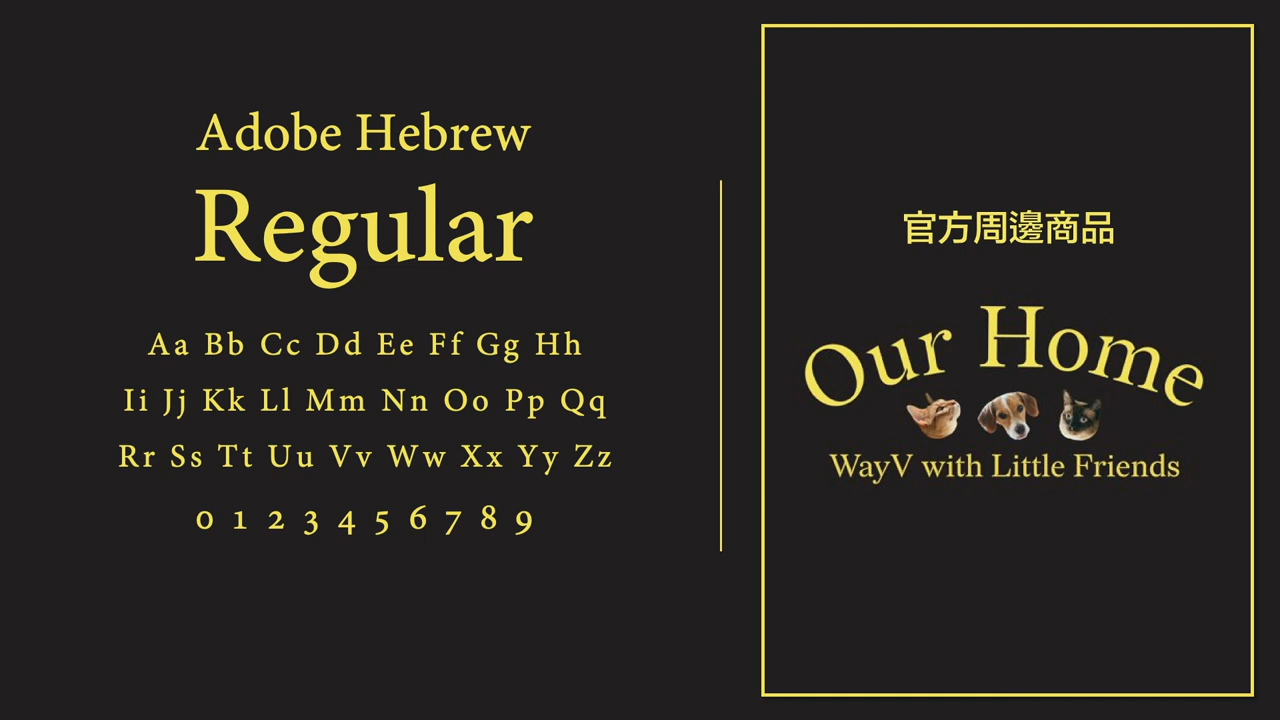 Adobe Hebrew
Regular
Aa Bb Cc Dd Ee Ff Gg Hh
Ii Jj Kk Ll Mm Nn Oo Pp Qq
Rr Ss Tt Uu Vv Ww Xx Yy Zz
0 1 2 3 4 5 6 7 8 9
官方周邊商品
Our Home
WayV with Little Friends